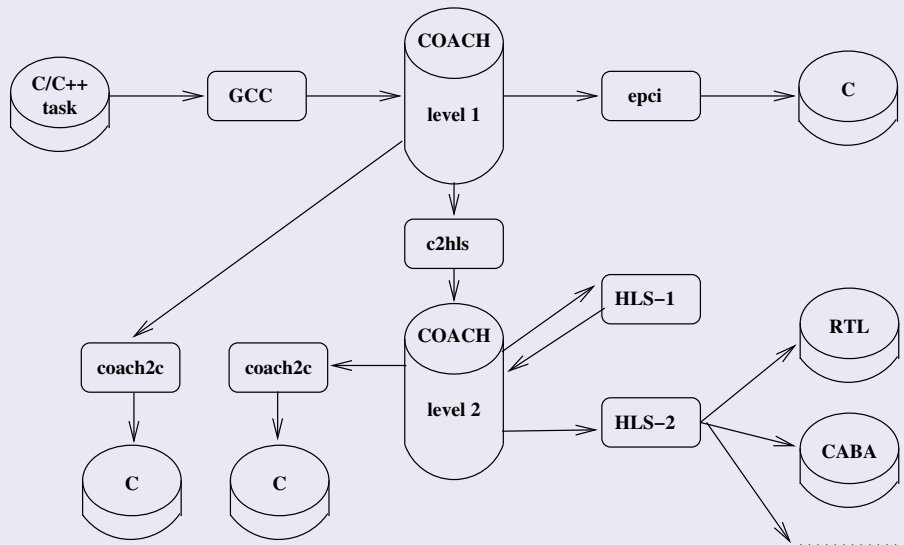 COACH
C/C++
task
GCC
level 1
epci
C
c2hls
HLS−1
COACH
RTL
coach2c
coach2c
level 2
HLS−2
CABA
C
C